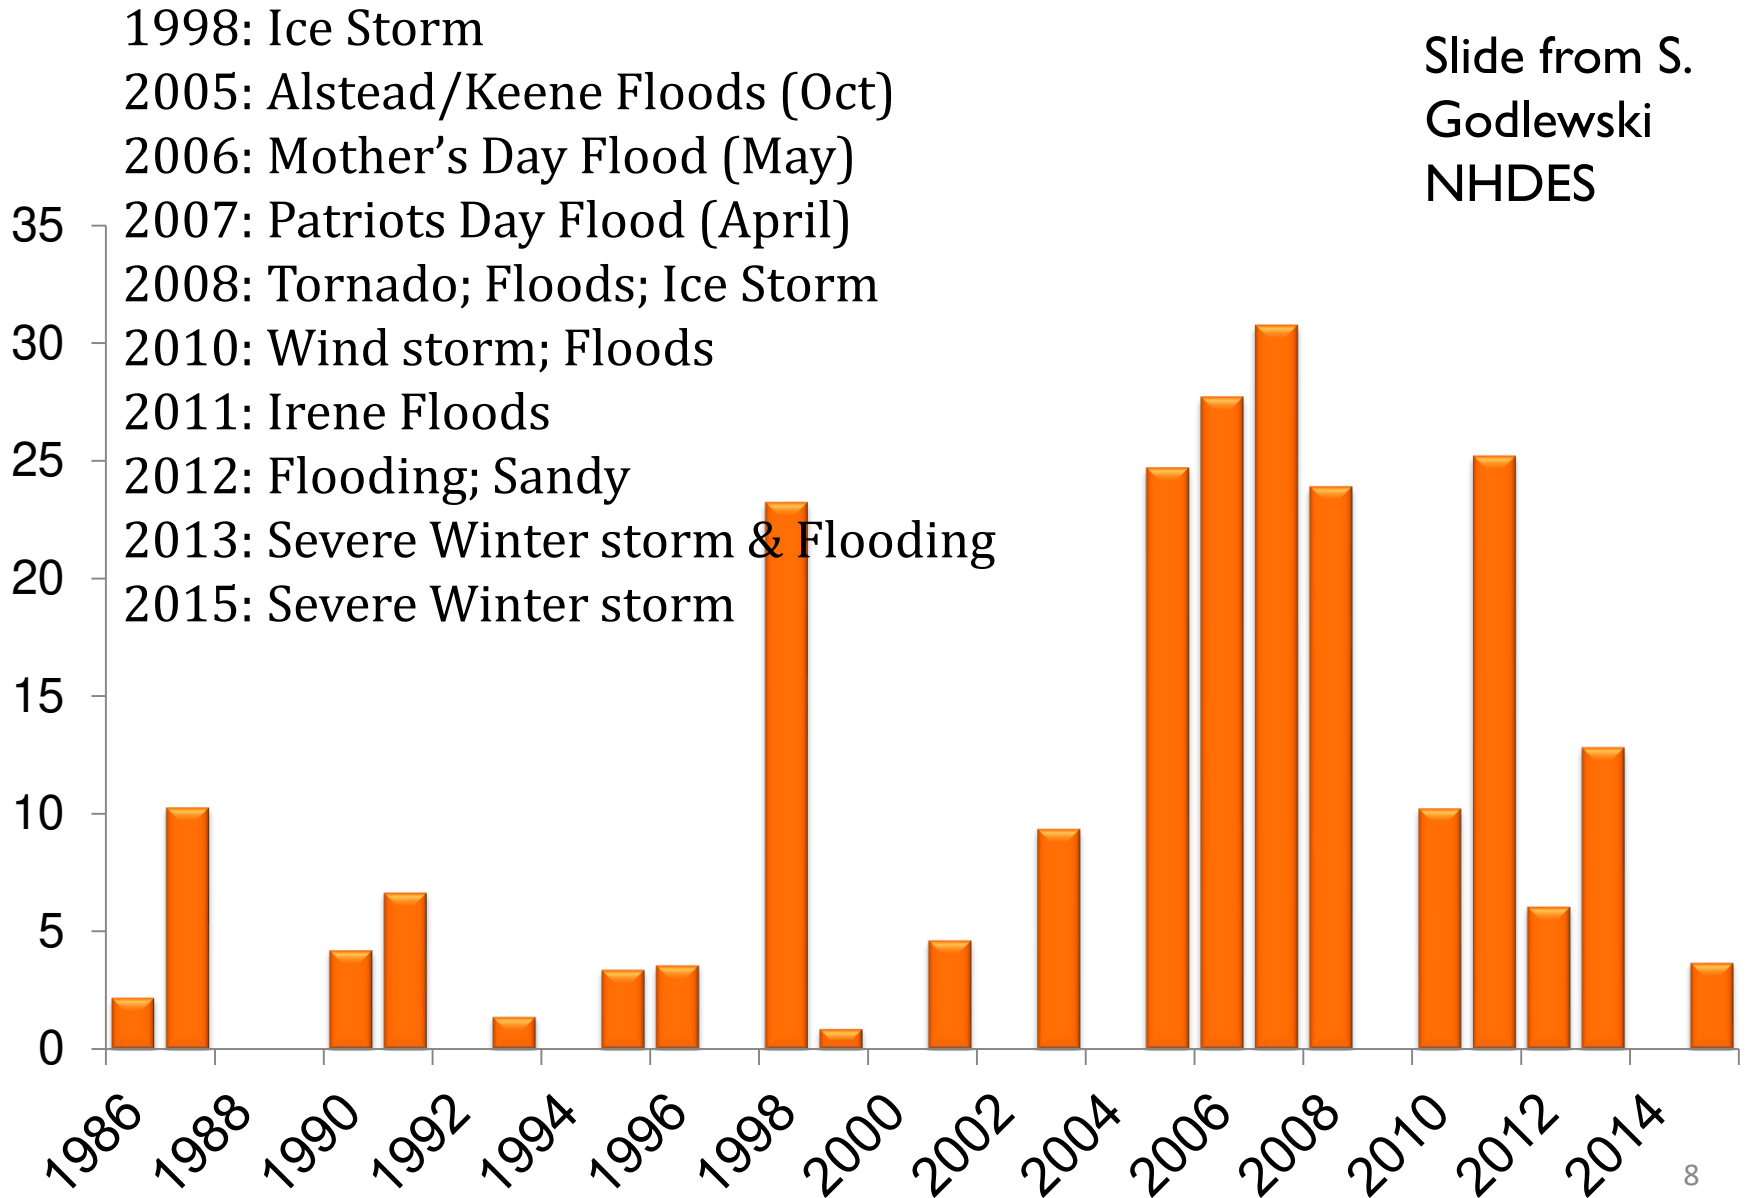 1998: Ice Storm
2005: Alstead/Keene Floods (Oct)
2006: Mother’s Day Flood (May)
2007: Patriots Day Flood (April)
2008: Tornado; Floods; Ice Storm
2010: Wind storm; Floods
2011: Irene Floods
2012: Flooding; Sandy
2013: Severe Winter storm & Flooding
2015: Severe Winter storm
Slide from S.
Godlewski
NHDES
35
30
25
20
15
10
5
0
1986
1988
1990
1992
1994
1996
1998
2000
2002
2004
2006
2008
2010
2012
2014
8